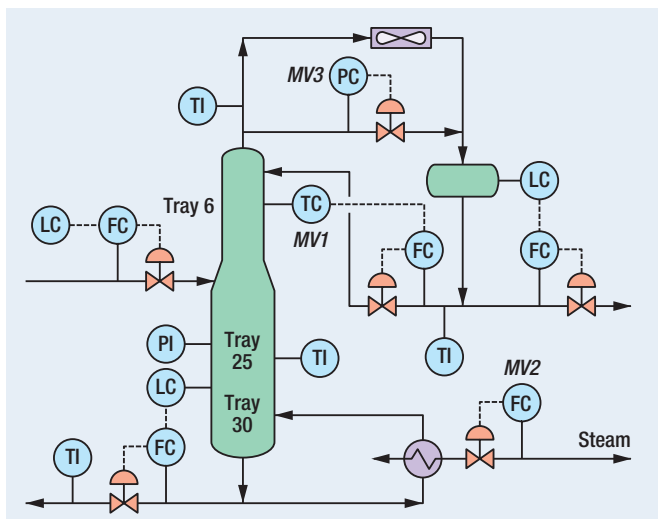 MV3
PC
TI
LC
Tray 6
TC
LC
FC
MV1
FC
FC
PI
Tray
25
TI
TI
MV2
LC
Tray
30
FC
TI
FC
Steam